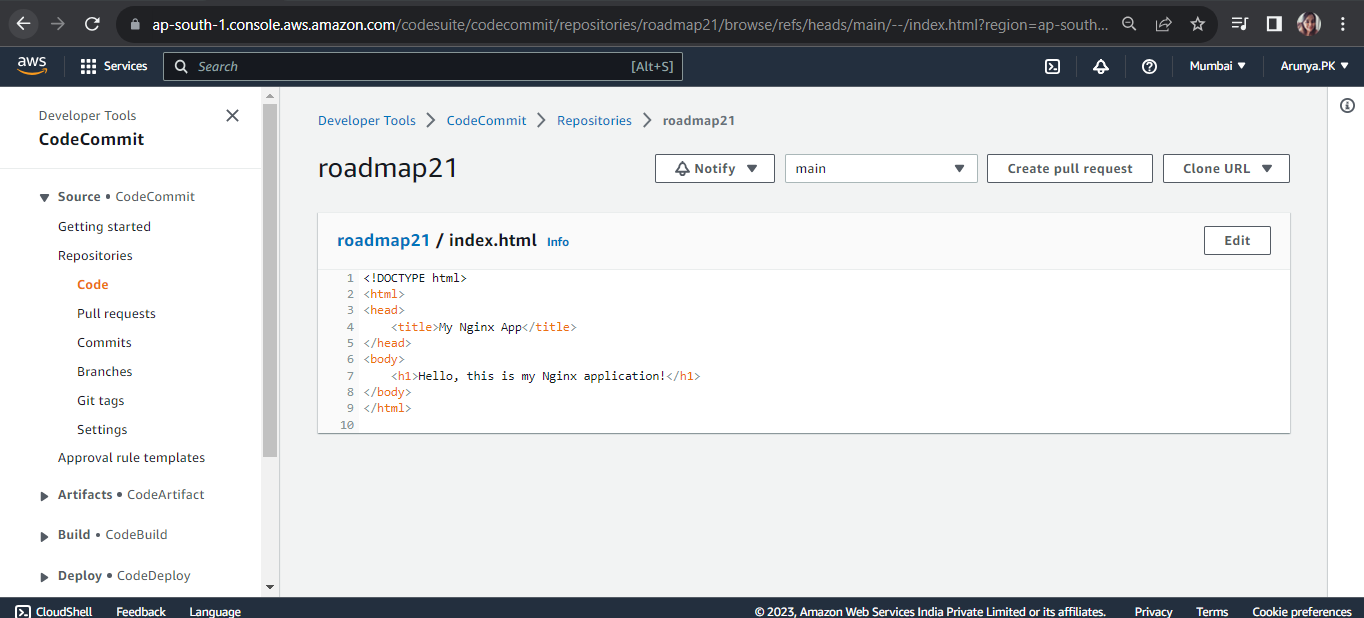 ap-south-1.console.aws.amazon.com/codesuite/codecommit/repositories/roadmap21/browse/refs/heads/main/--/index.html?region=ap-south...
aws Services Search [Alt+S] Mumbai Arunya.PK
Developer Tools
CodeCommit
Source • CodeCommit
Getting started
Repositories
Code
Pull requests
Commits
Branches
Git tags
Settings
Approval rule templates
Artifacts • CodeArtifact
Build • CodeBuild
Deploy • CodeDeploy
Developer Tools CodeCommit Repositories roadmap21
roadmap21 Notify main Create pull request Clone URL
roadmap21 / index.html Info Edit
1 <!DOCTYPE html>
2 <html>
3 <head>
4     <title>My Nginx App</title>
5 </head>
6 <body>
7     <h1>Hello, this is my Nginx application!</h1>
8 </body>
9 </html>
10
CloudShell Feedback Language © 2023, Amazon Web Services India Private Limited or its affiliates. Privacy Terms Cookie preferences